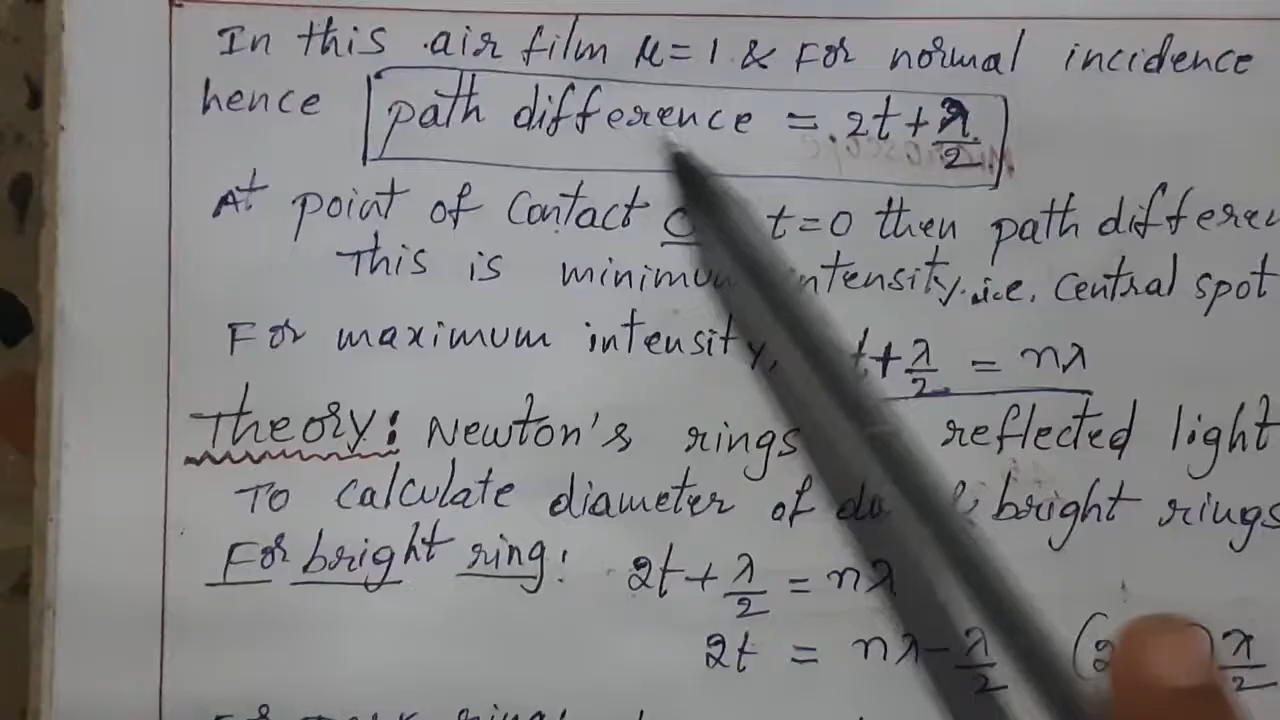 In this air film μ=1 & For normal incidence
hence path difference = 2t+λ/2
At point of Contact t=0 then path
This is intensity. i.e. Central spot
For maximum intensity, t+λ/2 = nλ
Theory: Newton's rings reflected light
To calculate diameter of bright rings
For bright ring: 2t+λ/2 = nλ
2t = nλ-λ/2 λ/2